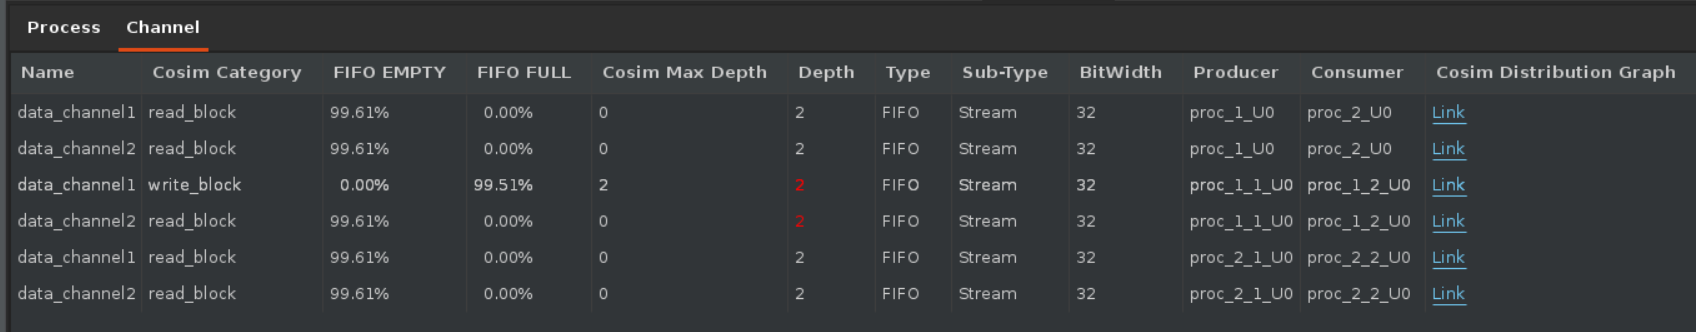 Process Channel
Name Cosim Category FIFO EMPTY FIFO FULL Cosim Max Depth Depth Type Sub-Type BitWidth Producer Consumer Cosim Distribution Graph
data_channel1 read_block 99.61% 0.00% 0 2 FIFO Stream 32 proc_1_U0 proc_2_U0 Link
data_channel2 read_block 99.61% 0.00% 0 2 FIFO Stream 32 proc_1_U0 proc_2_U0 Link
data_channel1 write_block 0.00% 99.51% 2 2 FIFO Stream 32 proc_1_1_U0 proc_1_2_U0 Link
data_channel2 read_block 99.61% 0.00% 0 2 FIFO Stream 32 proc_1_1_U0 proc_1_2_U0 Link
data_channel1 read_block 99.61% 0.00% 0 2 FIFO Stream 32 proc_2_1_U0 proc_2_2_U0 Link
data_channel2 read_block 99.61% 0.00% 0 2 FIFO Stream 32 proc_2_1_U0 proc_2_2_U0 Link